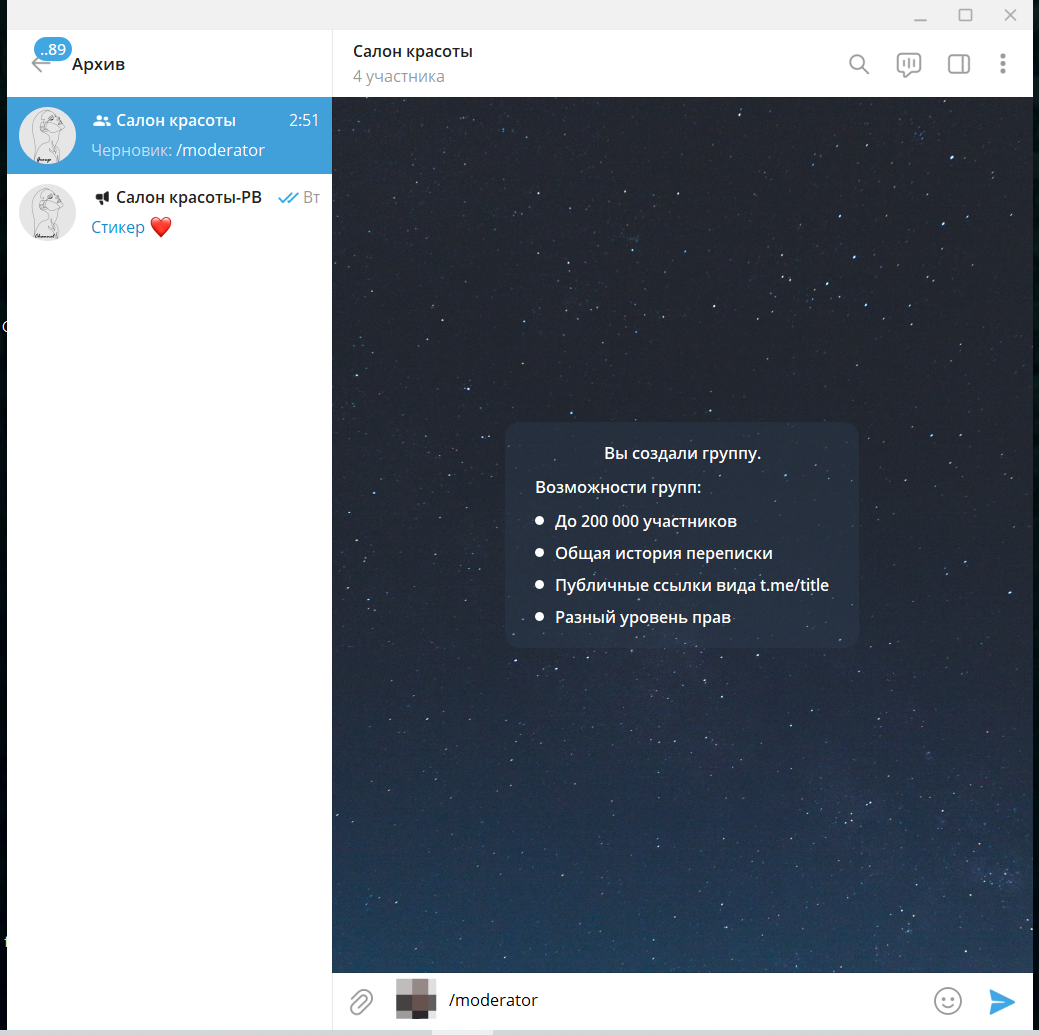 ..89
Архив
Салон красоты
4 участника
Салон красоты 2:51
Черновик: /moderator
Салон красоты-РВ Вт
Стикер ❤️
Вы создали группу.
Возможности групп:
До 200 000 участников
Общая история переписки
Публичные ссылки вида t.me/title
Разный уровень прав
/moderator